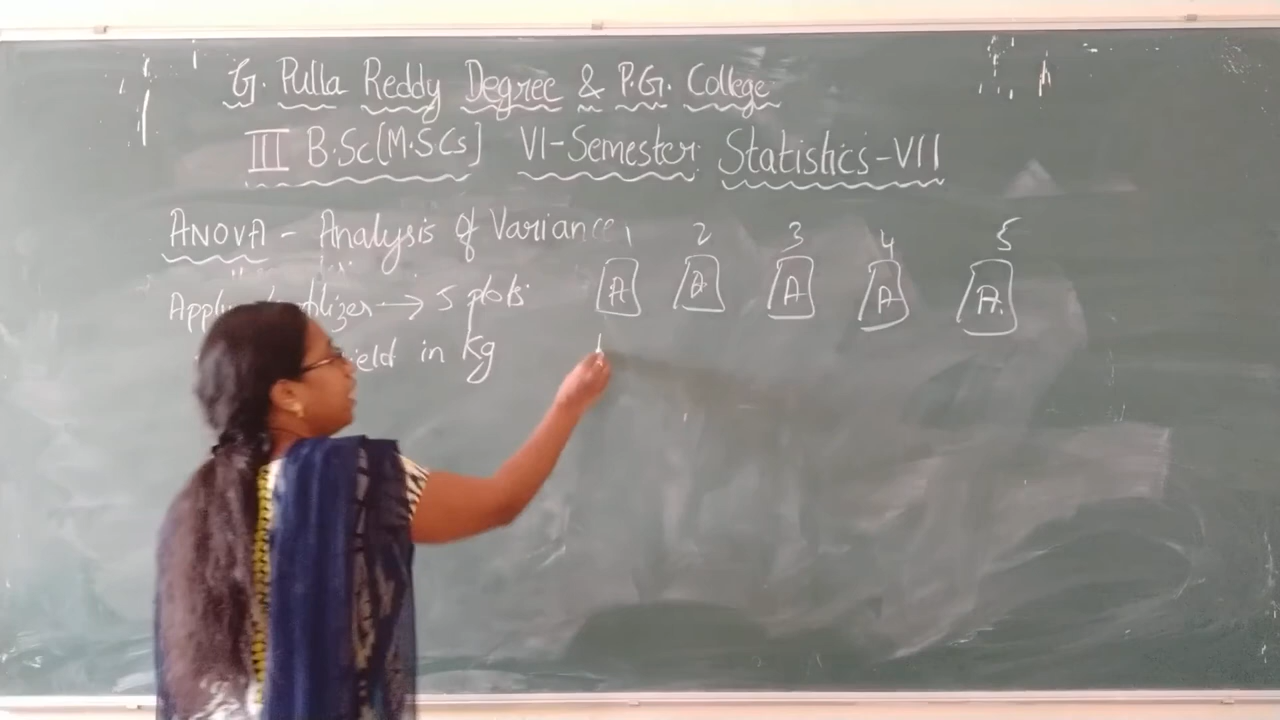 G. Pulla Reddy Degree & P.G. College
III B.Sc[M.SCs] VI-Semester Statistics-VII
ANOVA - Analysis of Variance
1 2 3 4 5
→ 5 plots
A A A A A
in kg